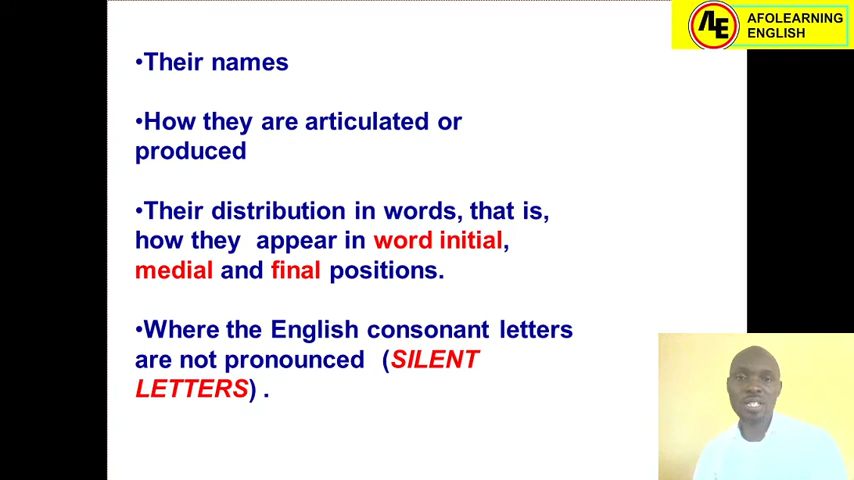 AFOLEARNING
ENGLISH
ΛE
•Their names
•How they are articulated or
produced
•Their distribution in words, that is,
how they appear in word initial,
medial and final positions.
•Where the English consonant letters
are not pronounced (SILENT
LETTERS) .